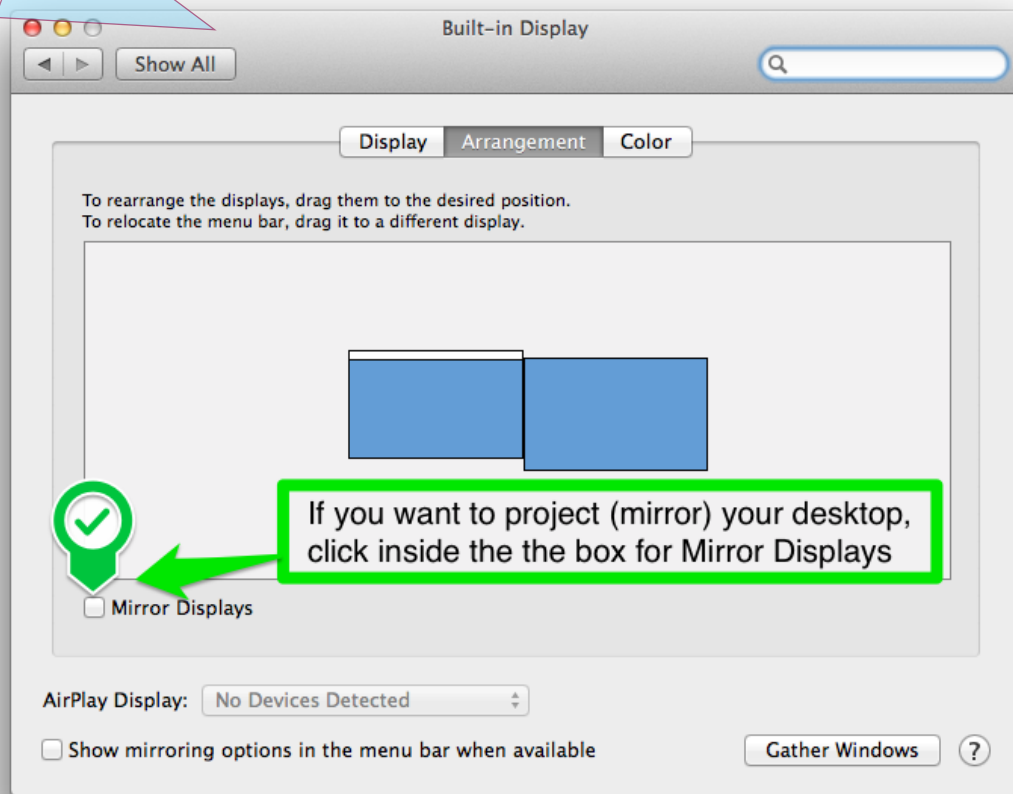 Built-in Display
Show All
Display Arrangement Color
To rearrange the displays, drag them to the desired position.
To relocate the menu bar, drag it to a different display.
If you want to project (mirror) your desktop,
click inside the the box for Mirror Displays
Mirror Displays
AirPlay Display: No Devices Detected
Show mirroring options in the menu bar when available
Gather Windows ?